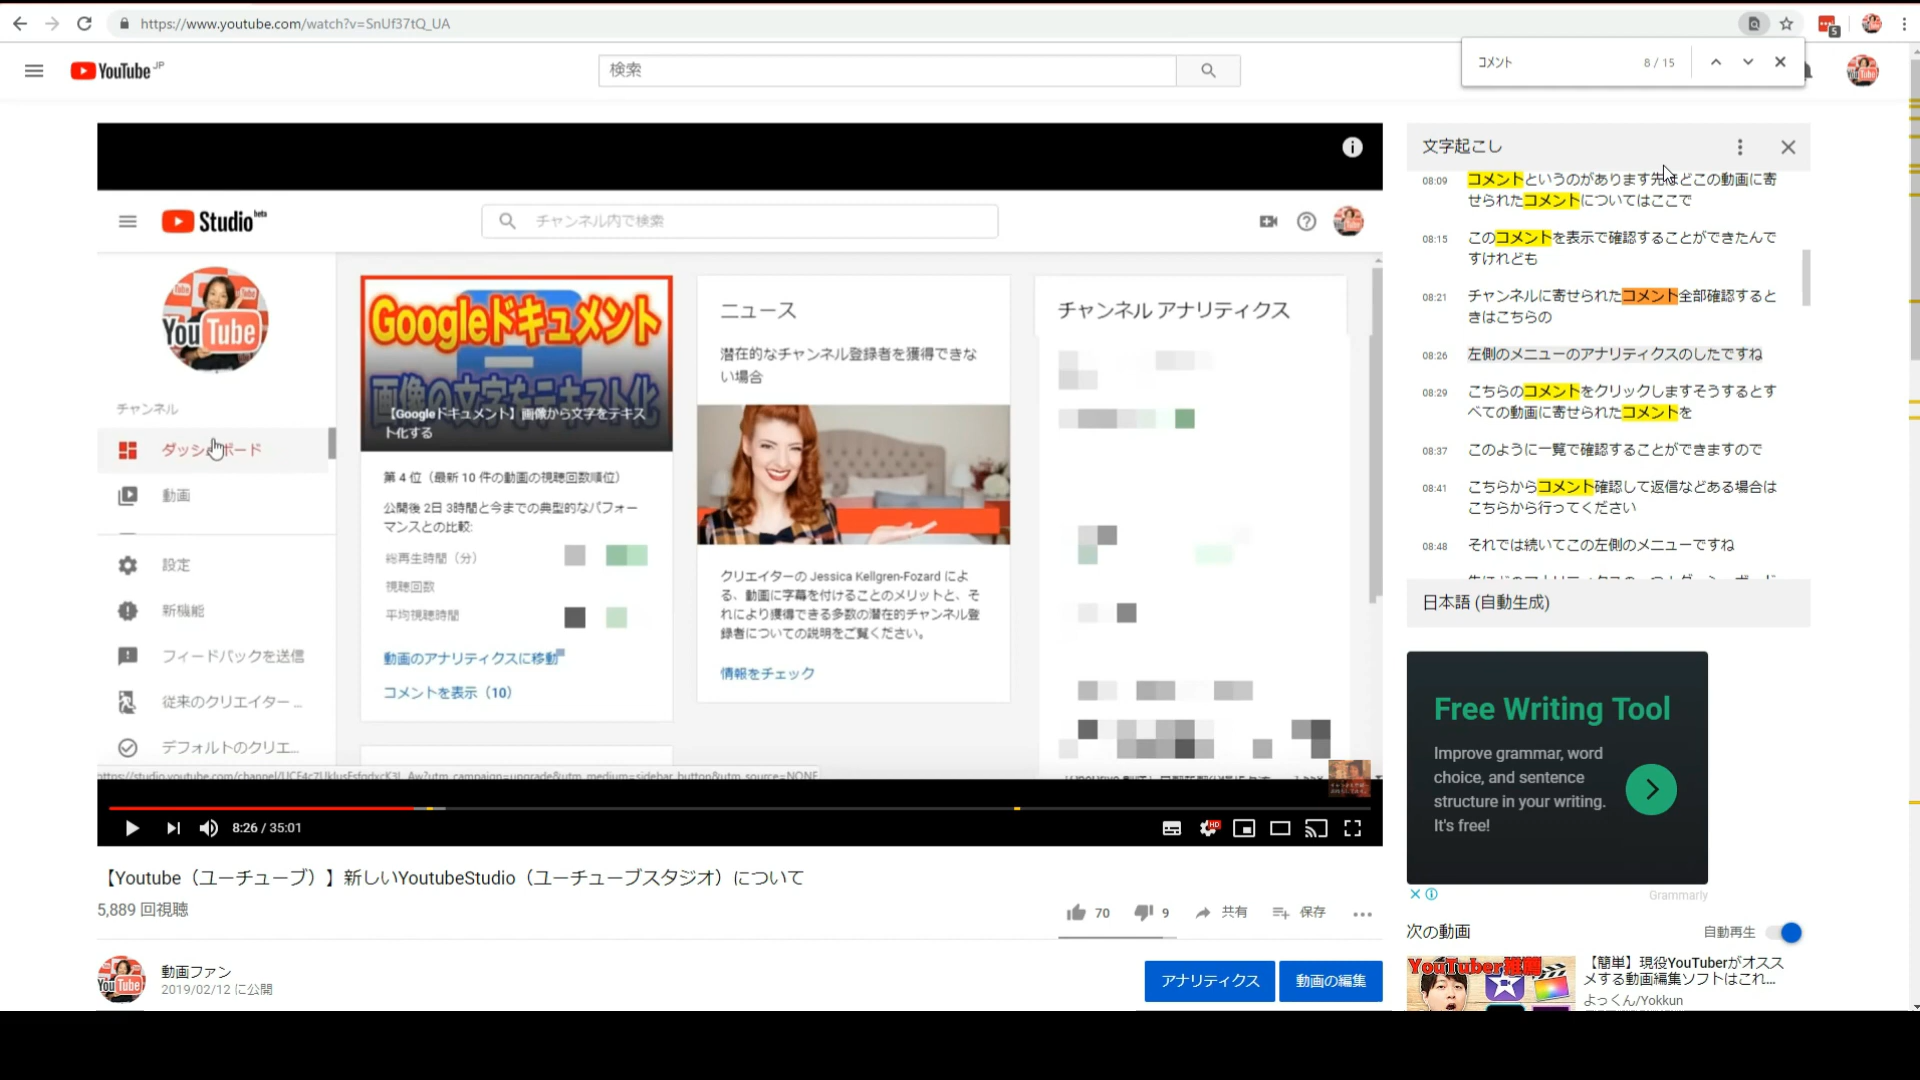 https://www.youtube.com/watch?v=SnUf37tQ_UA
5
YouTube JP
検索
コメント
8 / 15
Studio beta
チャンネル内で検索
YouTube
チャンネル
ダッシュボード
動画
設定
新機能
フィードバックを送信
従来のクリエイター ...
デフォルトのクリエ...
Googleドキュメント
画像の文字をテキスト化
【Googleドキュメント】画像から文字をテキス
ト化する
第 4 位（最新 10 件の動画の視聴回数順位）
公開後 2日 3時間と今までの典型的なパフォー
マンスとの比較:
総再生時間（分）
視聴回数
平均視聴時間
動画のアナリティクスに移動
コメントを表示（10）
ニュース
潜在的なチャンネル登録者を獲得できな
い場合
クリエイターの Jessica Kellgren-Fozard によ
る、動画に字幕を付けることのメリットと、そ
れにより獲得できる多数の潜在的チャンネル登
録者についての説明をご覧ください。
情報をチェック
チャンネル アナリティクス
8:26 / 35:01
HD
【Youtube（ユーチューブ）】新しいYoutubeStudio（ユーチューブスタジオ）について
5,889 回視聴
70
9
共有
保存
動画ファン
2019/02/12 に公開
アナリティクス
動画の編集
文字起こし
08:09
コメントというのがあります先ほどこの動画に寄
せられたコメントについてはここで
08:15
このコメントを表示で確認することができたんで
すけれども
08:21
チャンネルに寄せられたコメント全部確認すると
きはこちらの
08:26
左側のメニューのアナリティクスのしたですね
08:29
こちらのコメントをクリックしますそうするとす
べての動画に寄せられたコメントを
08:37
このように一覧で確認することができますので
08:41
こちらからコメント確認して返信などある場合は
こちらから行ってください
08:48
それでは続いてこの左側のメニューですね
日本語 (自動生成)
Free Writing Tool
Improve grammar, word
choice, and sentence
structure in your writing.
It's free!
Grammarly
次の動画
自動再生
YouTuber推薦
【簡単】現役YouTuberがオスス
メする動画編集ソフトはこれ...
よっくん/Yokkun